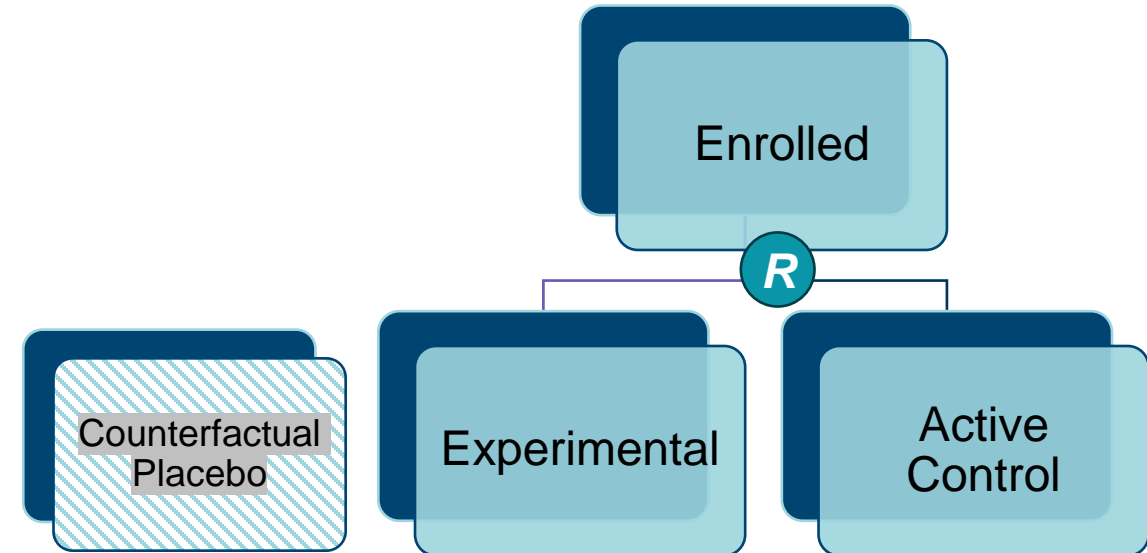 Enrolled
R
Counterfactual
Placebo
Experimental
Active
Control